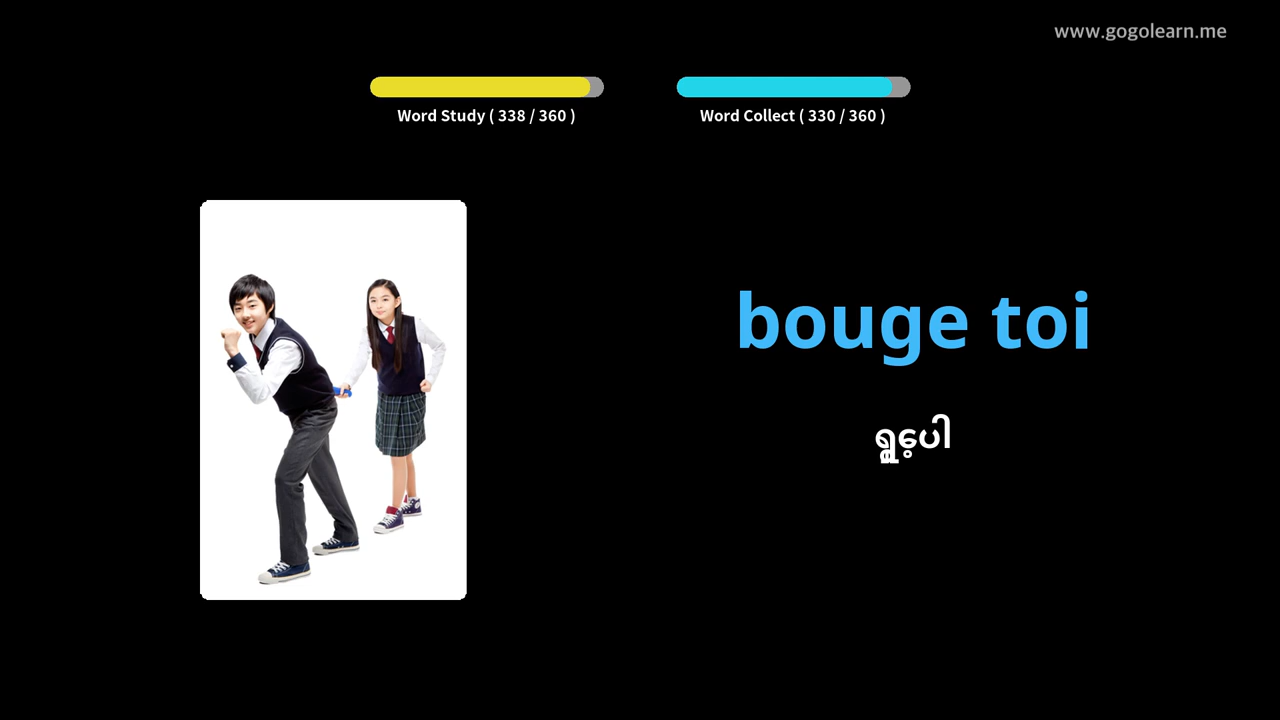 www.gogolearn.me
Word Study ( 338 / 360 )
Word Collect ( 330 / 360 )
bouge toi
ရွှေ့ပေါ